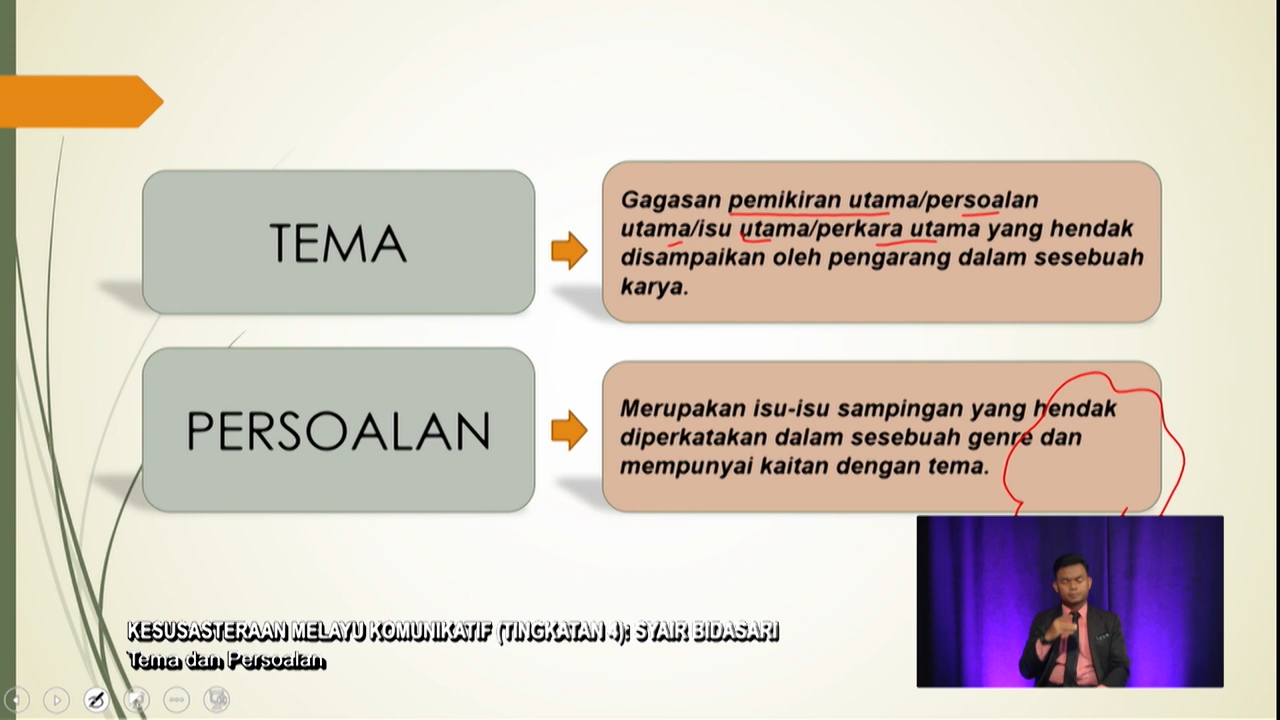 TEMA
Gagasan pemikiran utama/persoalan
utama/isu utama/perkara utama yang hendak
disampaikan oleh pengarang dalam sesebuah
karya.
PERSOALAN
Merupakan isu-isu sampingan yang hendak
diperkatakan dalam sesebuah genre dan
mempunyai kaitan dengan tema.
KESUSASTERAAN MELAYU KOMUNIKATIF (TINGKATAN 4): SYAIR BIDASARI
Tema dan Persoalan